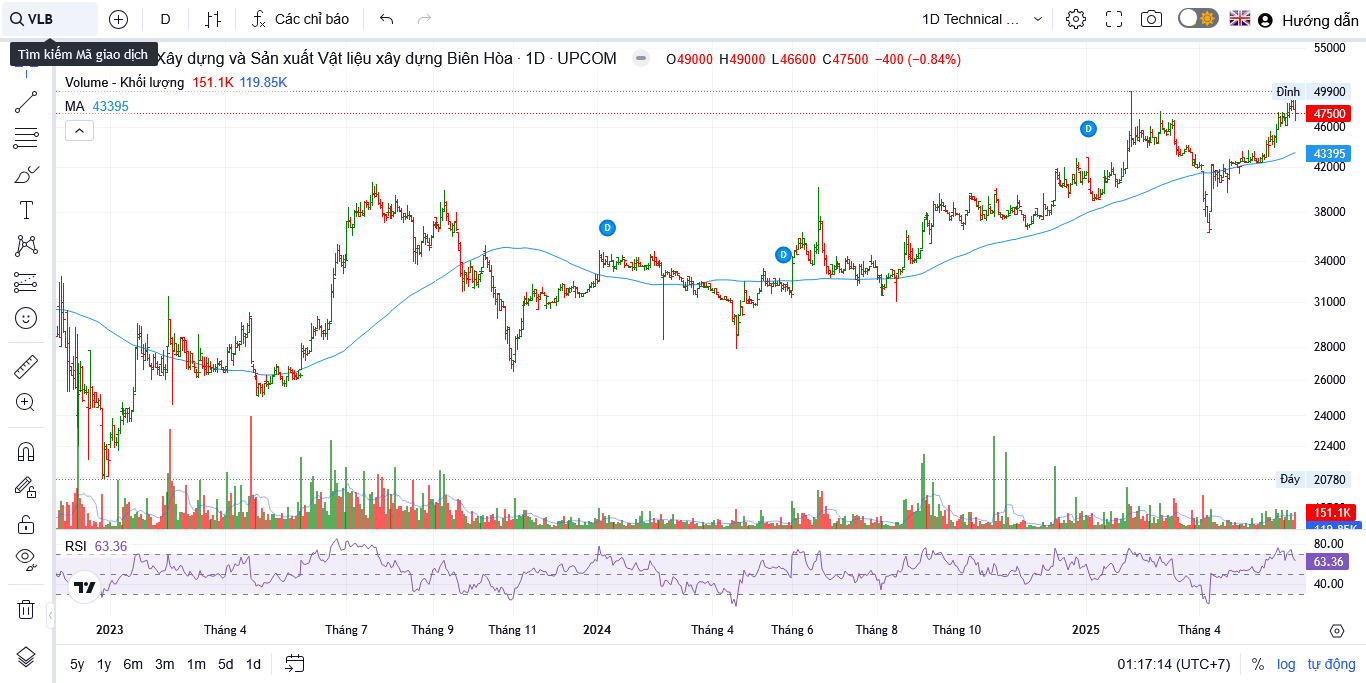 VLB
D
Các chỉ báo
1D Technical ...
Hướng dẫn
Tìm kiếm Mã giao dịch
Xây dựng và Sản xuất Vật liệu xây dựng Biên Hòa · 1D · UPCOM
O49000 H49000 L46600 C47500 −400 (−0.84%)
Volume - Khối lượng 151.1K 119.85K
MA 43395
55000
Đỉnh 49900
47500
46000
43395
42000
38000
34000
31000
28000
26000
24000
22400
Đáy 20780
151.1K
D
D
D
RSI 63.36
80.00
63.36
40.00
2023 Tháng 4 Tháng 7 Tháng 9 Tháng 11 2024 Tháng 4 Tháng 6 Tháng 8 Tháng 10 2025 Tháng 4
5y 1y 6m 3m 1m 5d 1d
01:17:14 (UTC+7) % log tự động